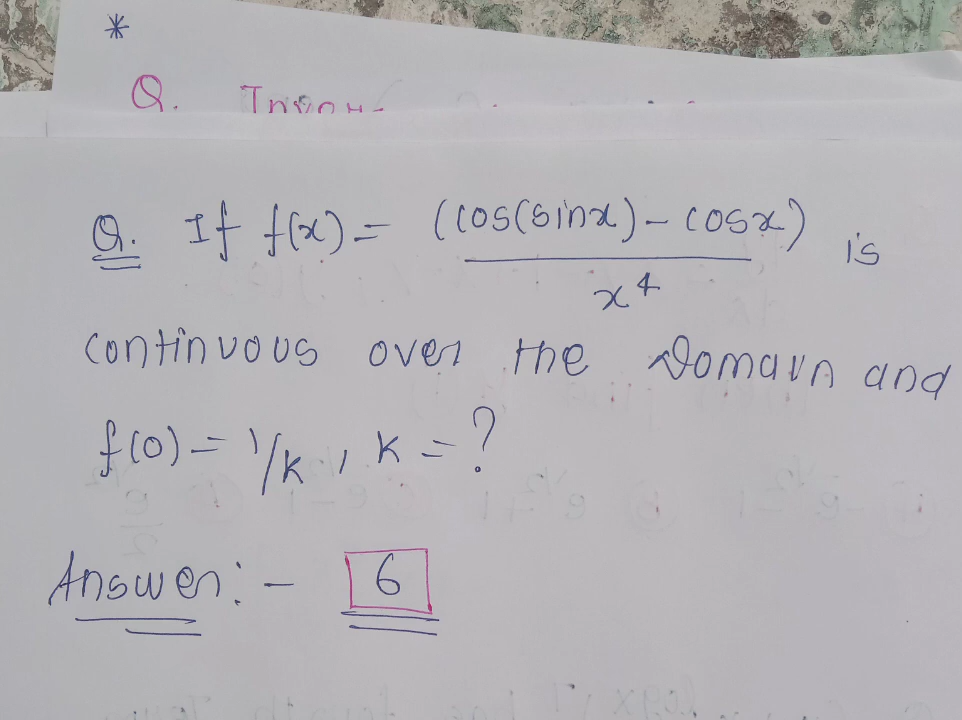 *
Q.
Q. If f(x) = (cos(sinx) - cosx) / x⁴ is
continuous over the Domain and
f(0) = 1/K , K = ?
Answer: - 6